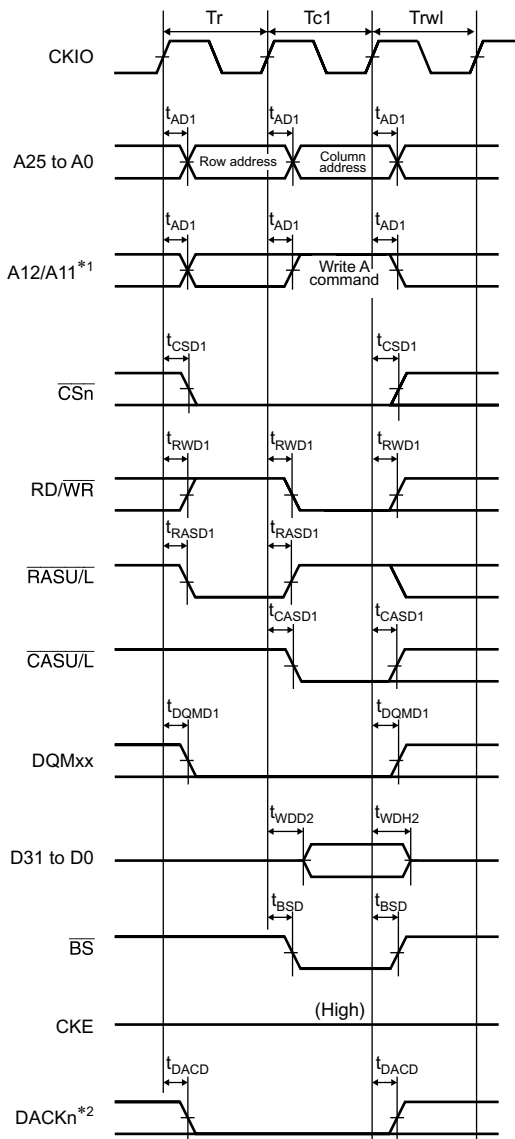 Tr Tc1 Trwl
CKIO
tAD1 tAD1 tAD1
A25 to A0 Row address Column address
tAD1 tAD1 tAD1
A12/A11*1 Write A command
tCSD1 tCSD1
CSn
tRWD1 tRWD1 tRWD1
RD/WR
tRASD1 tRASD1
RASU/L
tCASD1 tCASD1
CASU/L
tDQMD1 tDQMD1
DQMxx
tWDD2 tWDH2
D31 to D0
tBSD tBSD
BS
(High)
CKE
tDACD tDACD
DACKn*2